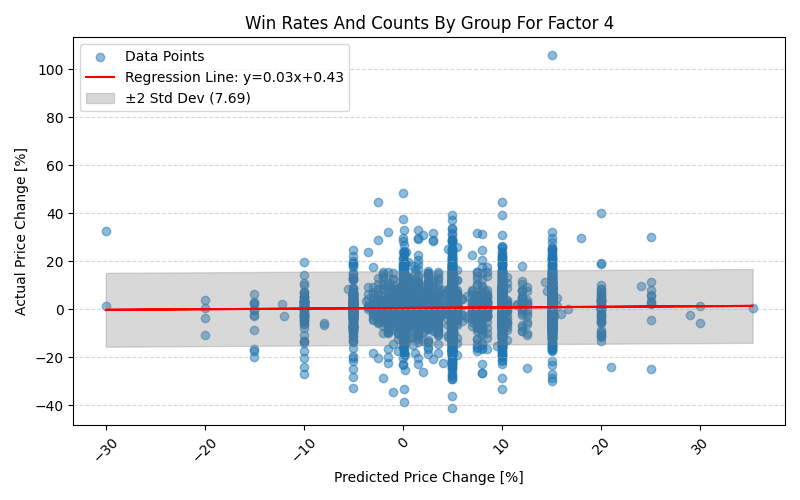 Win Rates And Counts By Group For Factor 4
Data Points
Regression Line: y=0.03x+0.43
±2 Std Dev (7.69)
100
80
60
40
20
0
−20
−40
Actual Price Change [%]
−30
−20
−10
0
10
20
30
Predicted Price Change [%]